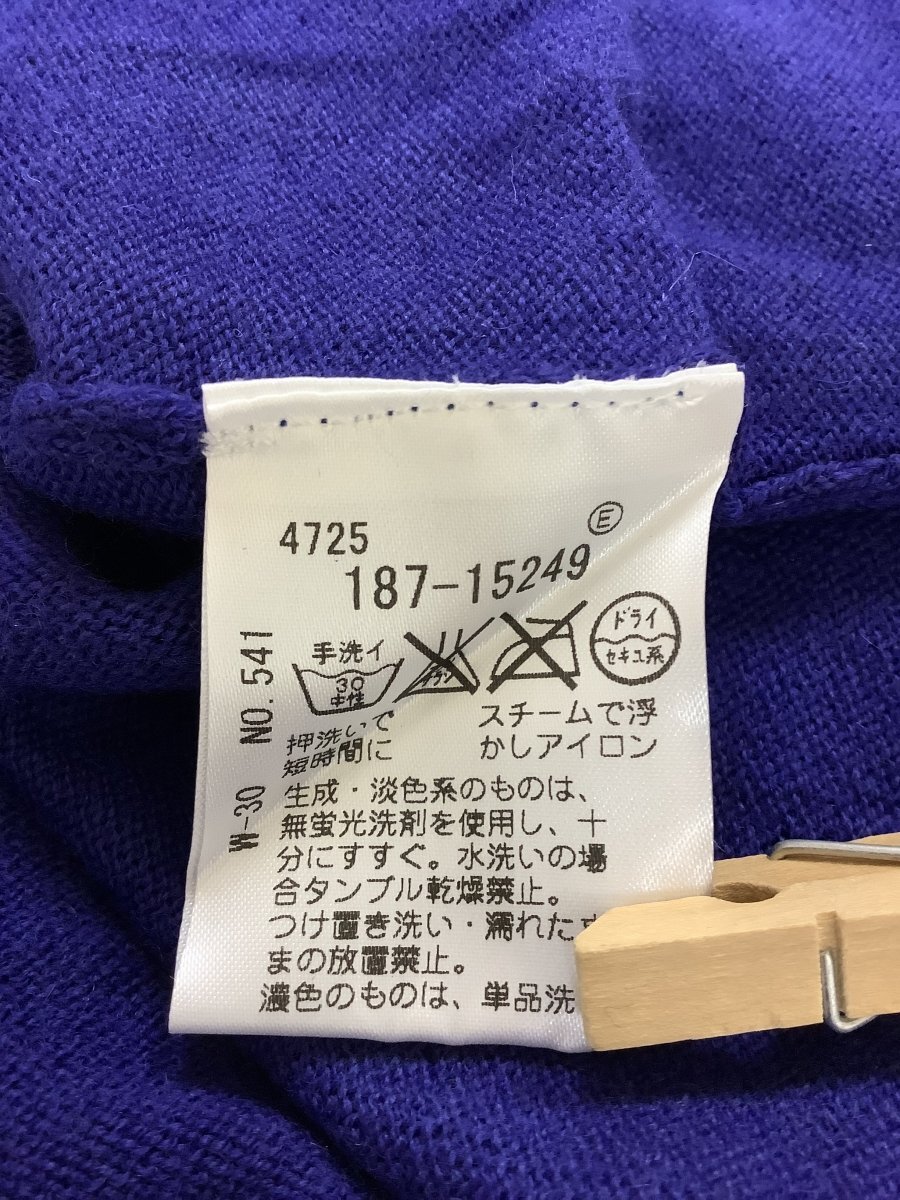 4725
Ⓔ
187-15249
手洗イ
30
中性
ドライ
セキユ系
押洗いで
短時間に
スチームで浮
かしアイロン
生成・淡色系のものは、
無蛍光洗剤を使用し、十
分にすすぐ。水洗いの場
合タンブル乾燥禁止。
つけ置き洗い・濡れたま
まの放置禁止。
濃色のものは、単品洗
W-30 NO.541